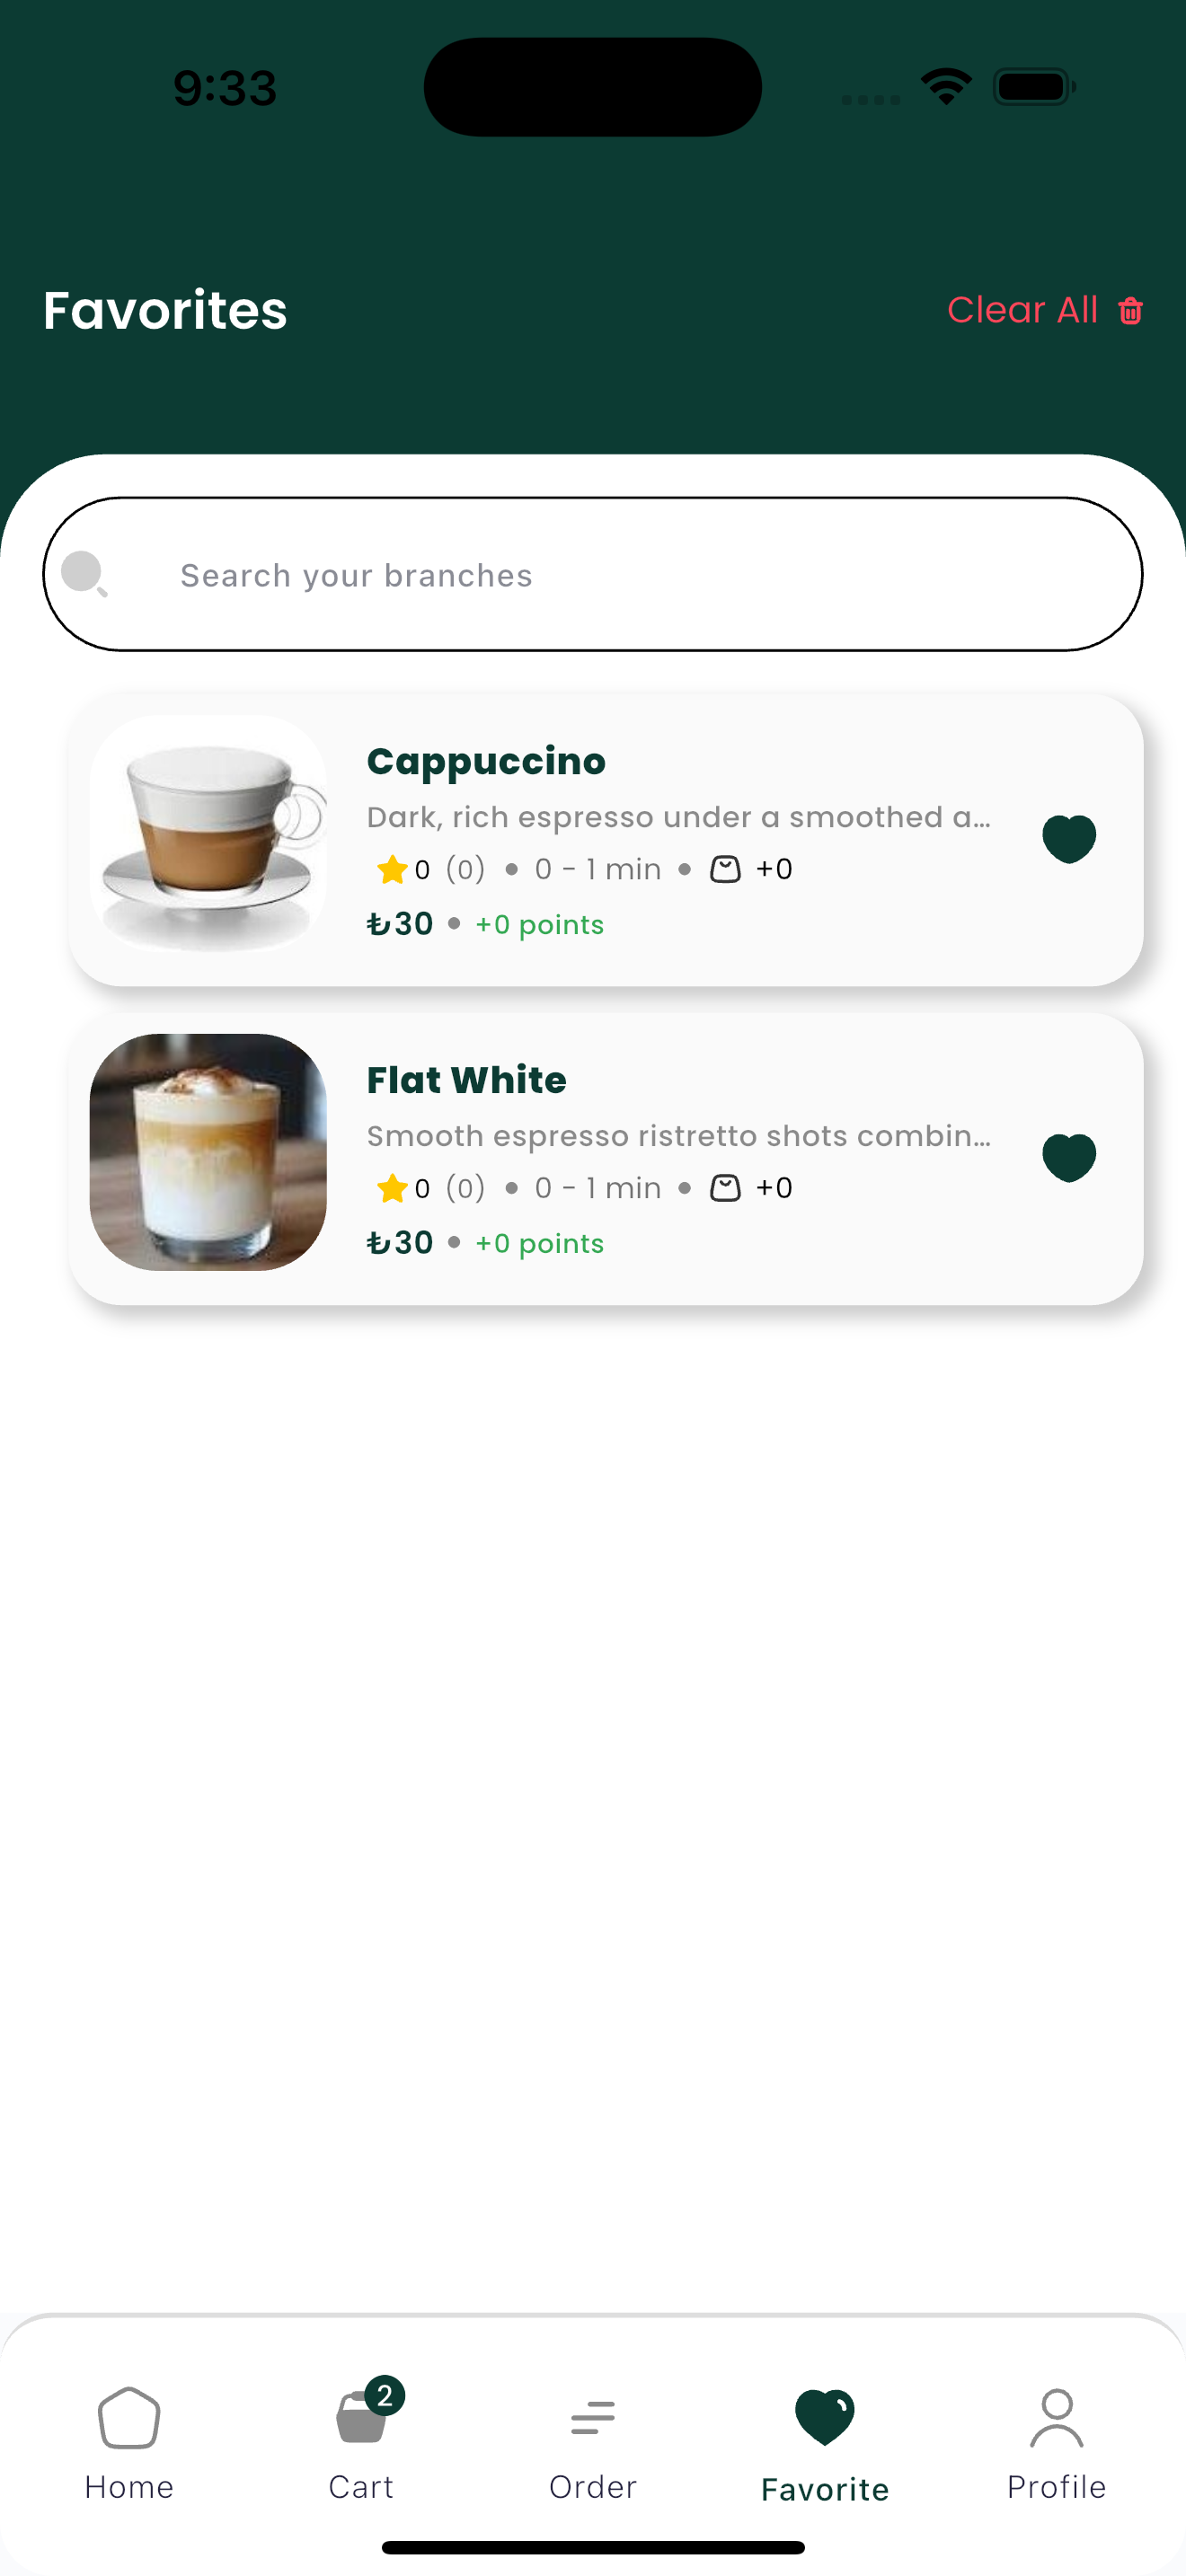 9:33
Favorites
Clear All
Search your branches
Cappuccino
Dark, rich espresso under a smoothed a...
0 (0) • 0 - 1 min • +0
₺30 • +0 points
Flat White
Smooth espresso ristretto shots combin...
0 (0) • 0 - 1 min • +0
₺30 • +0 points
2
Home Cart Order Favorite Profile